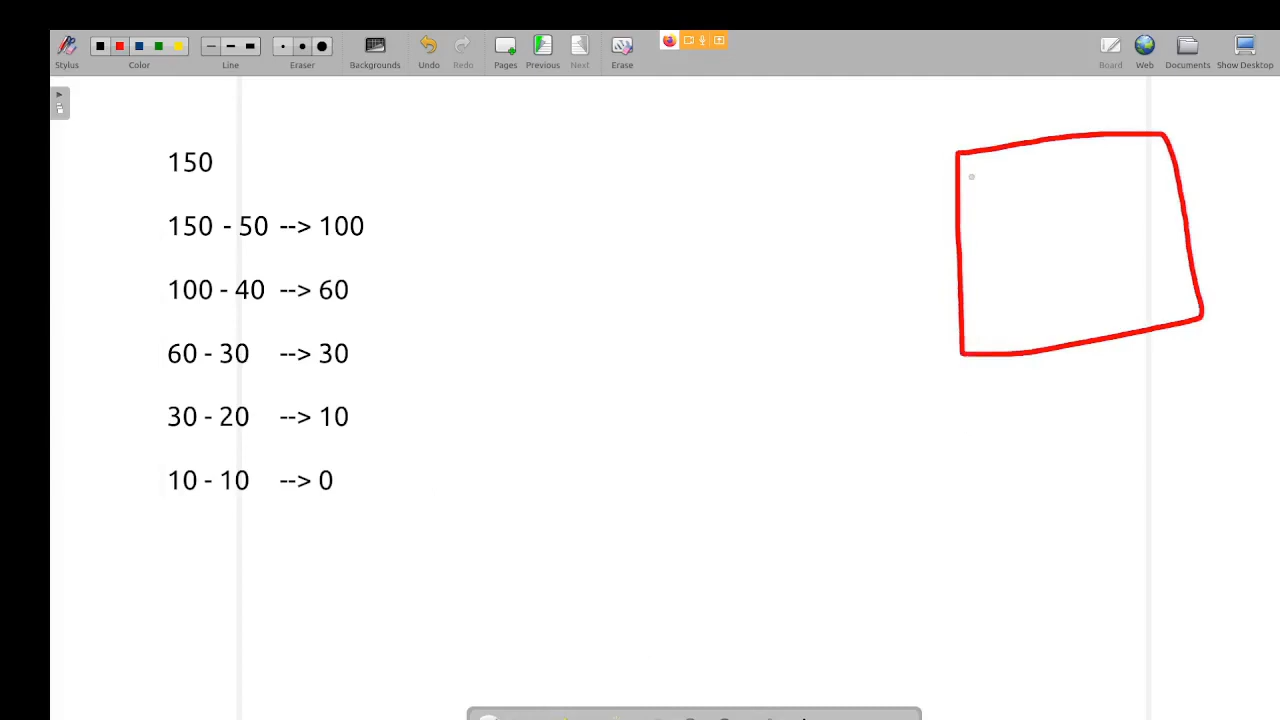 Stylus Color Line Eraser Backgrounds Undo Redo Pages Previous Next Erase Board Web Documents Show Desktop
150
150 - 50 --> 100
100 - 40 --> 60
60 - 30 --> 30
30 - 20 --> 10
10 - 10 --> 0